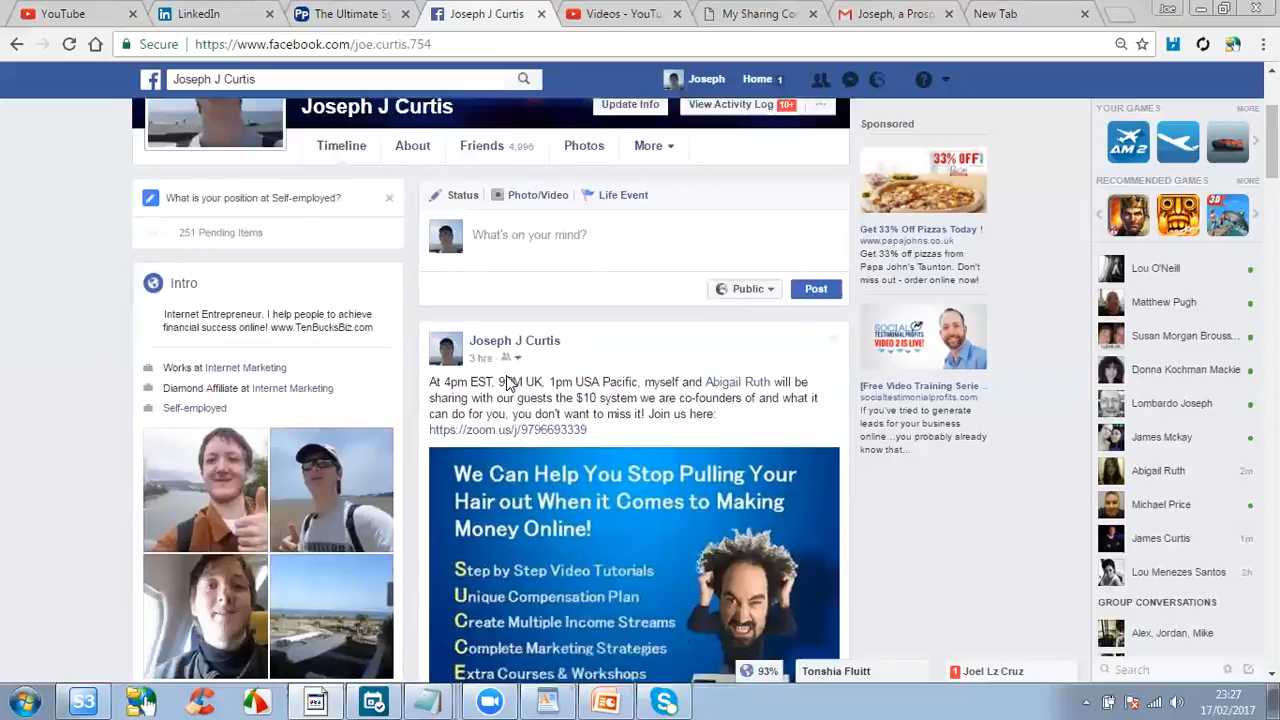 YouTube
LinkedIn
The Ultimate Sy
Joseph J Curtis
Videos - YouTu
My Sharing Co
Joseph, a Prosp
New Tab
Joe
Secure
https://www.facebook.com/joe.curtis.754
Joseph J Curtis
Joseph
Home 1
Joseph J Curtis
Update Info
View Activity Log 10+
Timeline
About
Friends 4,996
Photos
More
What is your position at Self-employed?
251 Pending Items
Intro
Internet Entrepreneur. I help people to achieve
financial success online! www.TenBucksBiz.com
Works at Internet Marketing
Diamond Affiliate at Internet Marketing
Self-employed
Status
Photo/Video
Life Event
What's on your mind?
Public
Post
Joseph J Curtis
3 hrs
At 4pm EST, UK, 1pm USA Pacific, myself and Abigail Ruth will be
sharing with our guests the $10 system we are co-founders of and what it
can do for you, you don't want to miss it! Join us here:
https://zoom.us/j/9796693339
We Can Help You Stop Pulling Your
Hair out When it Comes to Making
Money Online!
Step by Step Video Tutorials
Unique Compensation Plan
Create Multiple Income Streams
Complete Marketing Strategies
Extra Courses & Workshops
Sponsored
33% OFF
Get 33% Off Pizzas Today !
www.papajohns.co.uk
Get 33% off pizzas from
Papa John's Taunton. Don't
miss out - order online now!
SOCIAL
TESTIMONIAL PROFITS
VIDEO 2 IS LIVE!
[Free Video Training Serie...
socialtestimonialprofits.com
If you've tried to generate
leads for your business
online...you probably already
know that...
YOUR GAMES
MORE
AM 2
RECOMMENDED GAMES
MORE
3D
Lou O'Neill
Matthew Pugh
Susan Morgan Brouss...
Donna Kochman Mackie
Lombardo Joseph
James Mckay
Abigail Ruth 2m
Michael Price
James Curtis 1m
Lou Menezes Santos 2h
GROUP CONVERSATIONS
Alex, Jordan, Mike
Search
93%
Tonshia Fluitt
1 Joel Lz Cruz
S3
23:27
17/02/2017